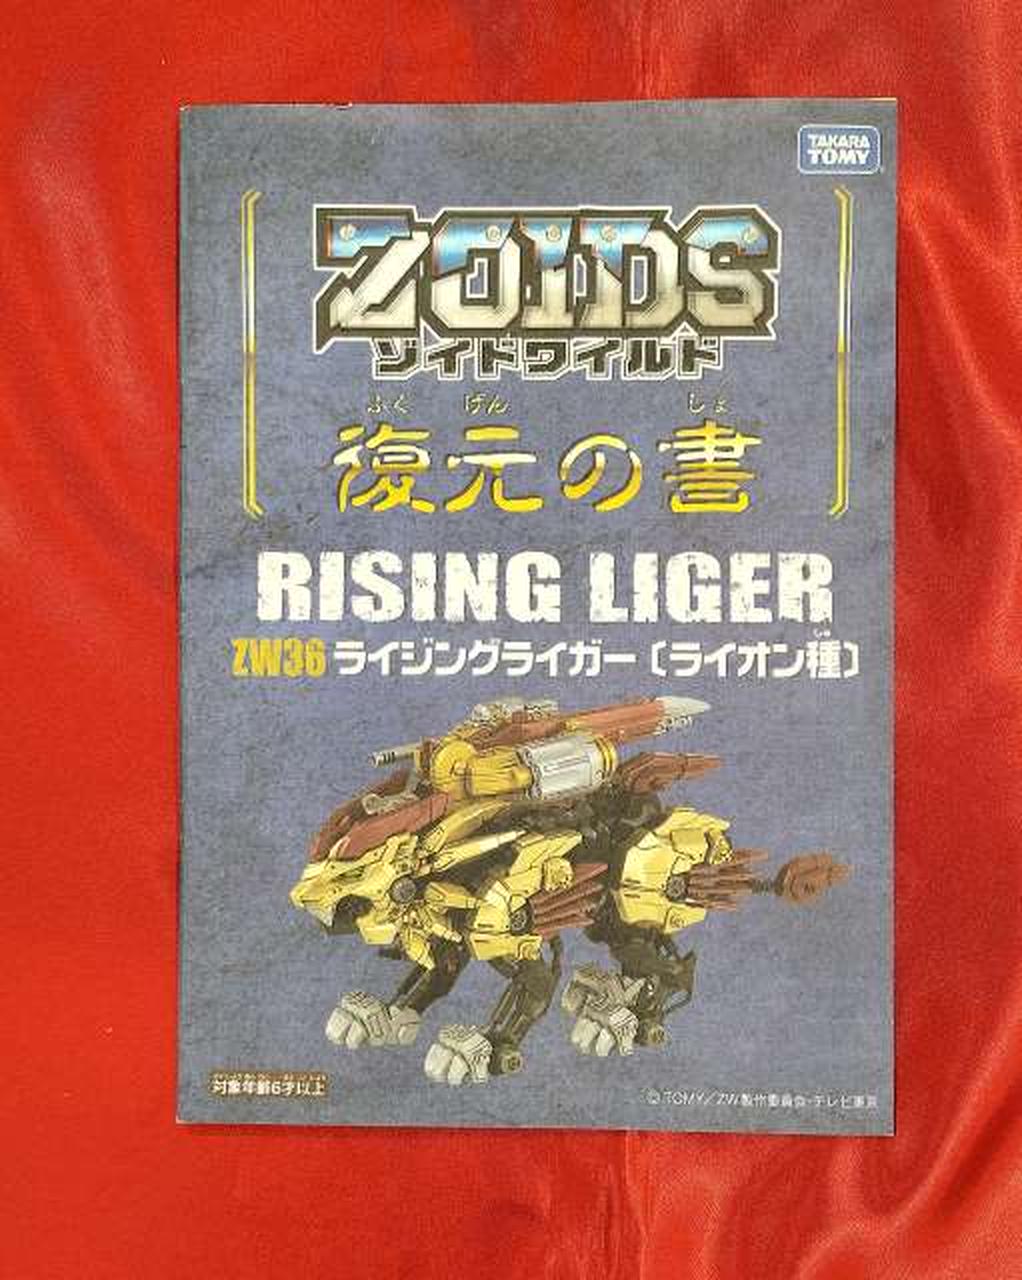 TAKARA
TOMY
ZOIDS
ゾイドワイルド
ふく げん しょ
復元の書
RISING LIGER
しゅ
ZW36 ライジングライガー〔ライオン種〕
対象年齢6才以上
© TOMY／ZW製作委員会・テレビ東京